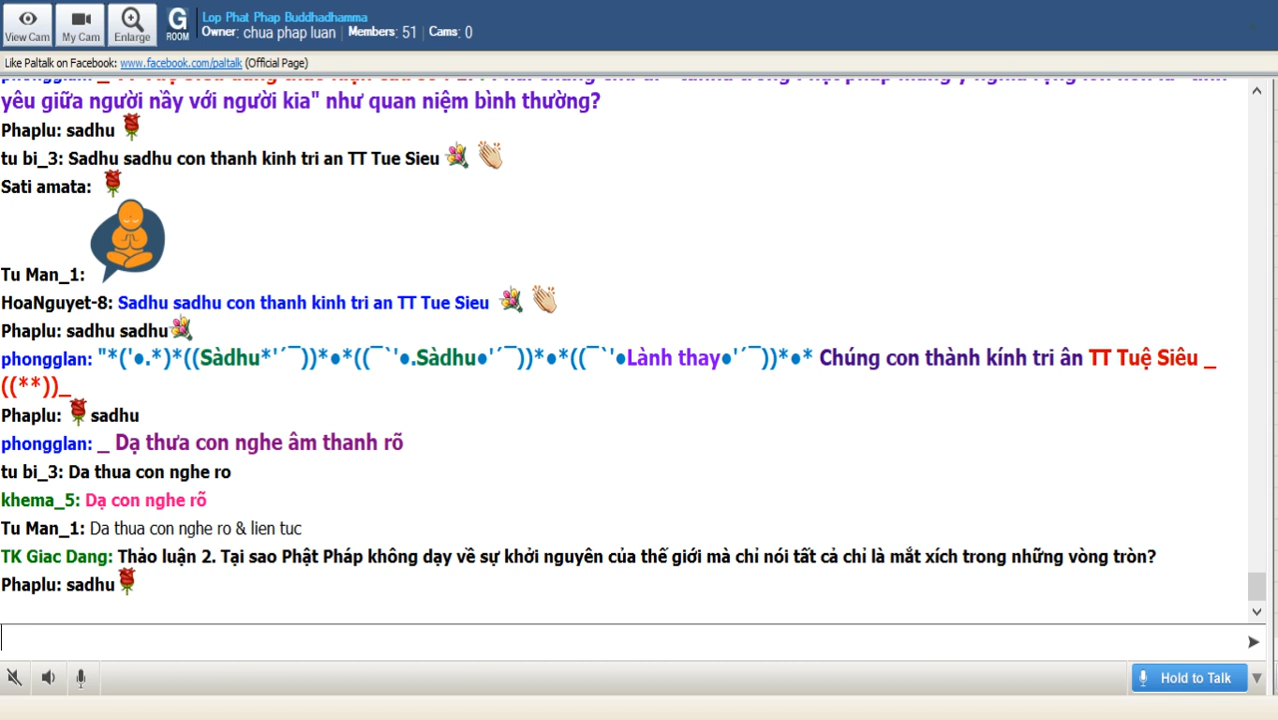 Lop Phat Phap Buddhadhamma
View Cam
My Cam
Enlarge
G
ROOM
Owner: chua phap luan | Members: 51 | Cams: 0
Like Paltalk on Facebook: www.facebook.com/paltalk (Official Page)
yêu giữa người nầy với người kia" như quan niệm bình thường?
Phaplu: sadhu
tu bi_3: Sadhu sadhu con thanh kinh tri an TT Tue Sieu
Sati amata:
Tu Man_1:
HoaNguyet-8: Sadhu sadhu con thanh kinh tri an TT Tue Sieu
Phaplu: sadhu sadhu
phongglan: "*('●.*)*((Sàdhu*'´¯))*●*((¯`'●.Sàdhu●'´¯))*●*((¯`'●Lành thay●'´¯))*●* Chúng con thành kính tri ân TT Tuệ Siêu _
((**))_
Phaplu: sadhu
phongglan: _ Dạ thưa con nghe âm thanh rõ
tu bi_3: Da thua con nghe ro
khema_5: Dạ con nghe rõ
Tu Man_1: Da thua con nghe ro & lien tuc
TK Giac Dang: Thảo luận 2. Tại sao Phật Pháp không dạy về sự khởi nguyên của thế giới mà chỉ nói tất cả chỉ là mắt xích trong những vòng tròn?
Phaplu: sadhu
Hold to Talk